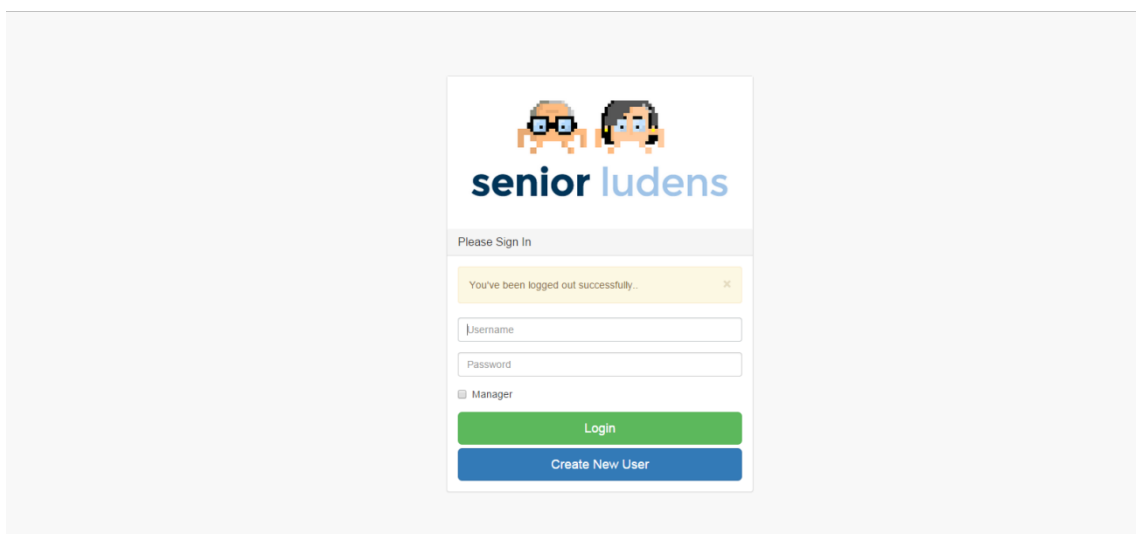 senior ludens
Please Sign In
You've been logged out successfully..
×
Username
Password
Manager
Login
Create New User